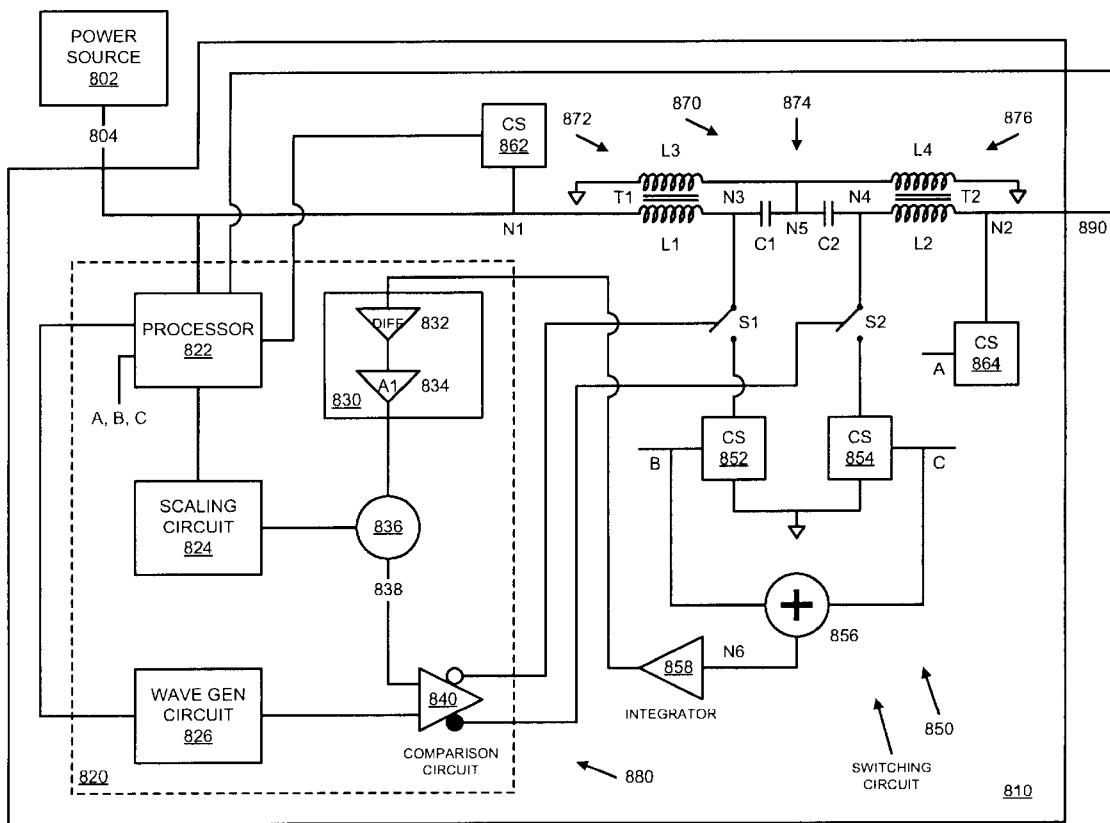 POWER
SOURCE
802
804
CS
862
872
870
874
876
L3
L4
T1
N3
N4
T2
N1
L1
C1
N5
C2
L2
N2
890
PROCESSOR
822
A, B, C
DIFF
832
A1
834
830
S1
S2
A
CS
864
B
CS
852
CS
854
C
SCALING
CIRCUIT
824
836
838
+
856
858
N6
INTEGRATOR
WAVE GEN
CIRCUIT
826
840
COMPARISON
CIRCUIT
820
880
850
SWITCHING
CIRCUIT
810